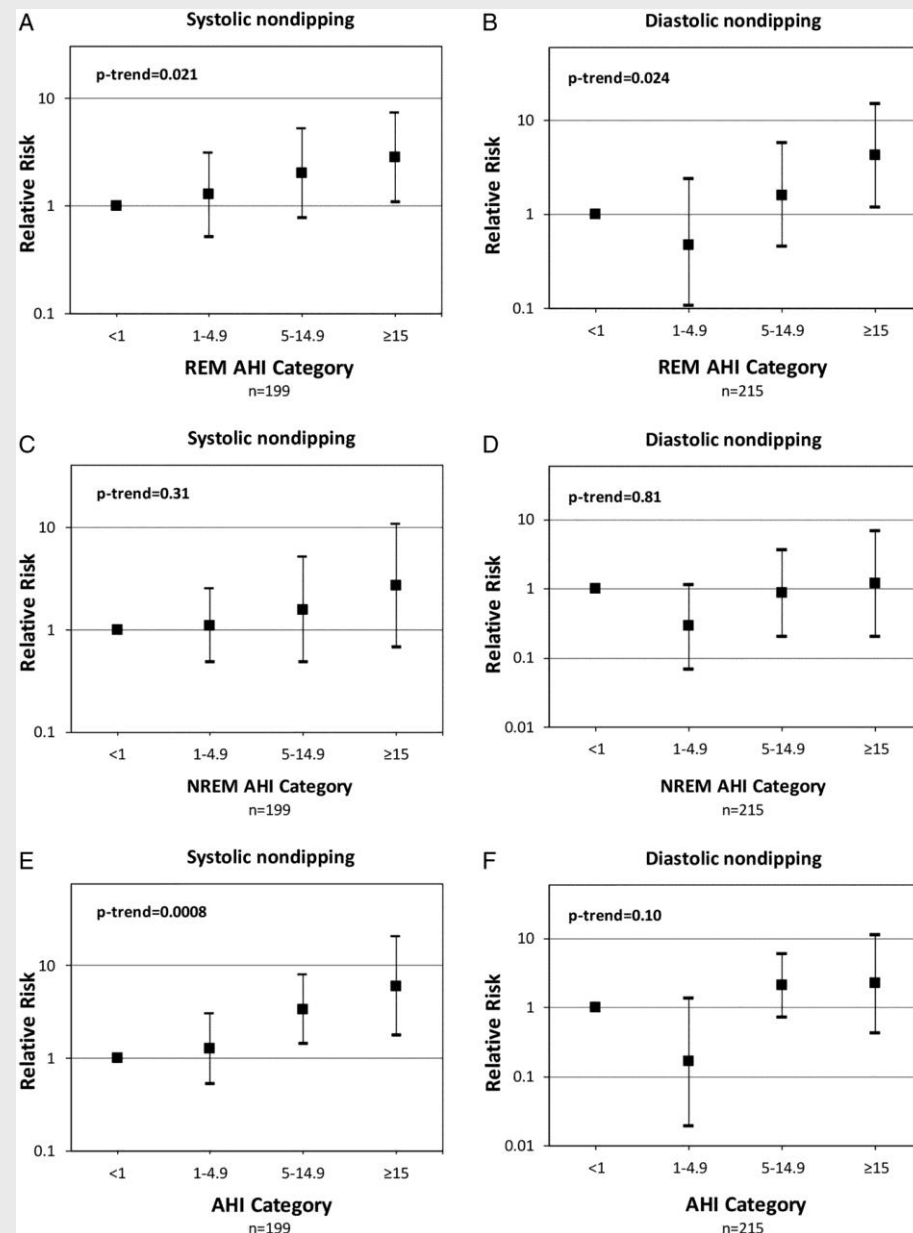 A
Systolic nondipping
p-trend=0.021
10
1
0.1
Relative Risk
<1 1-4.9 5-14.9 ≥15
REM AHI Category
n=199
B
Diastolic nondipping
p-trend=0.024
10
1
0.1
Relative Risk
<1 1-4.9 5-14.9 ≥15
REM AHI Category
n=215
C
Systolic nondipping
p-trend=0.31
10
1
0.1
Relative Risk
<1 1-4.9 5-14.9 ≥15
NREM AHI Category
n=199
D
Diastolic nondipping
p-trend=0.81
10
1
0.1
0.01
Relative Risk
<1 1-4.9 5-14.9 ≥15
NREM AHI Category
n=215
E
Systolic nondipping
p-trend=0.0008
10
1
0.1
Relative Risk
<1 1-4.9 5-14.9 ≥15
AHI Category
n=199
F
Diastolic nondipping
p-trend=0.10
10
1
0.1
0.01
Relative Risk
<1 1-4.9 5-14.9 ≥15
AHI Category
n=215